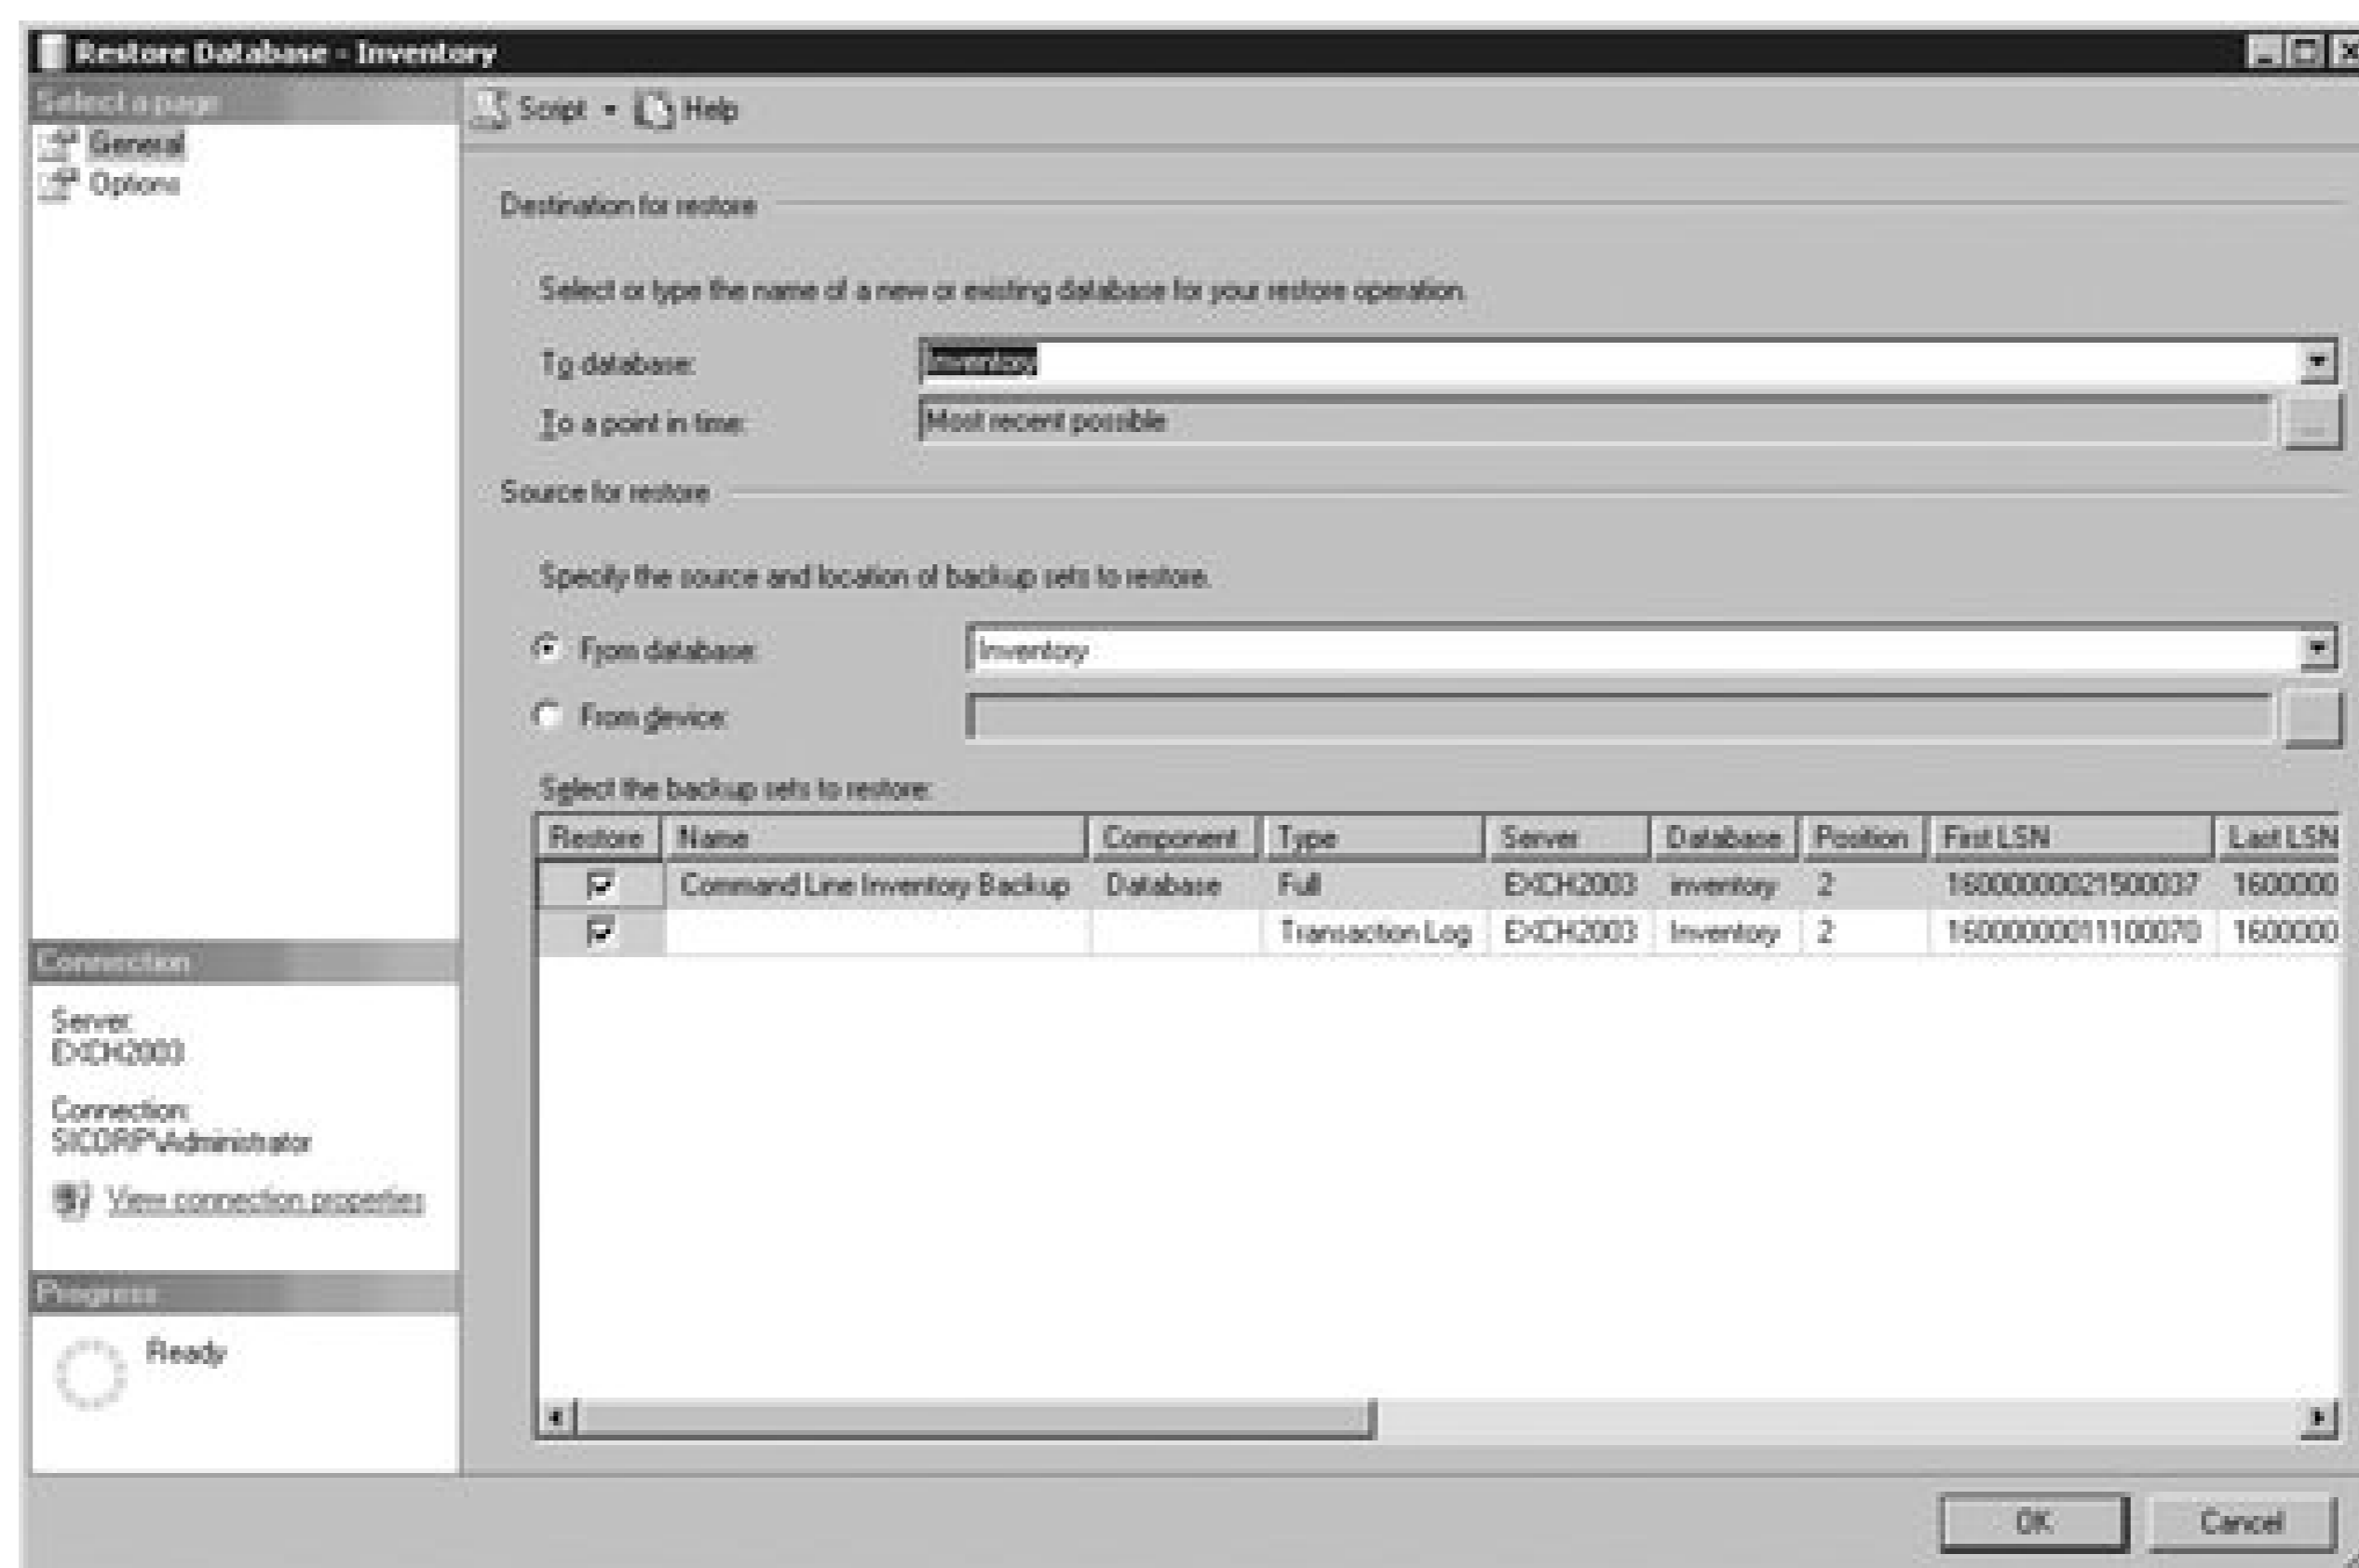 Restore Database - Inventory
Select a page
General
Options
Script Help
Destination for restore
Select or type the name of a new or existing database for your restore operation.
To database: Inventory
To a point in time: Most recent possible
...
Source for restore
Specify the source and location of backup sets to restore.
From database: Inventory
From device:
Select the backup sets to restore:
Restore Name Component Type Server Database Position First LSN Last LSN
Command Line Inventory Backup Database Full EXCH2003 inventory 2 16000000021500037 1600000
Transaction Log EXCH2003 Inventory 2 16000000011100070 1600000
Connection
Server:
EXCH2003
Connection:
SICORP\Administrator
View connection properties
Progress
Ready
OK Cancel